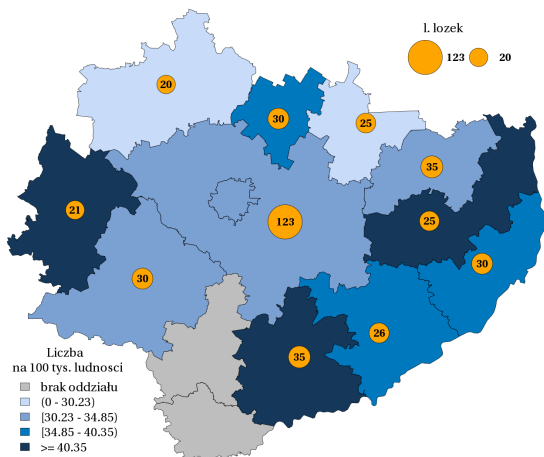 l. lozek
123 20
20
30
25
35
21
123
25
30
30
26
35
Liczba
na 100 tys. ludnosci
brak oddziału
(0 - 30.23)
[30.23 - 34.85)
[34.85 - 40.35)
>= 40.35